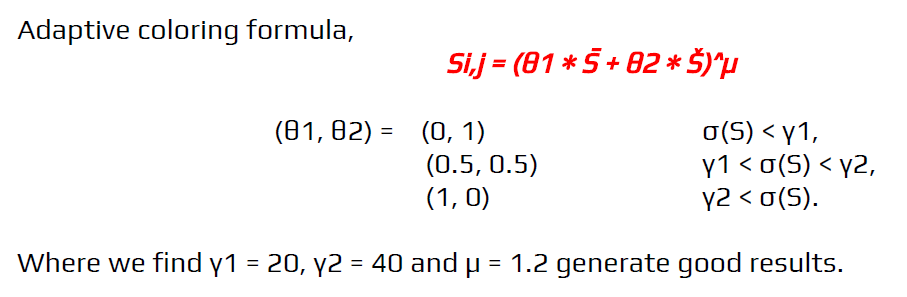 Adaptive coloring formula,
Si,j = (θ1 * S̄ + θ2 * Š)^μ
(θ1, θ2) = (0, 1) σ(S) < γ1,
(0.5, 0.5) γ1 < σ(S) < γ2,
(1, 0) γ2 < σ(S).
Where we find γ1 = 20, γ2 = 40 and μ = 1.2 generate good results.